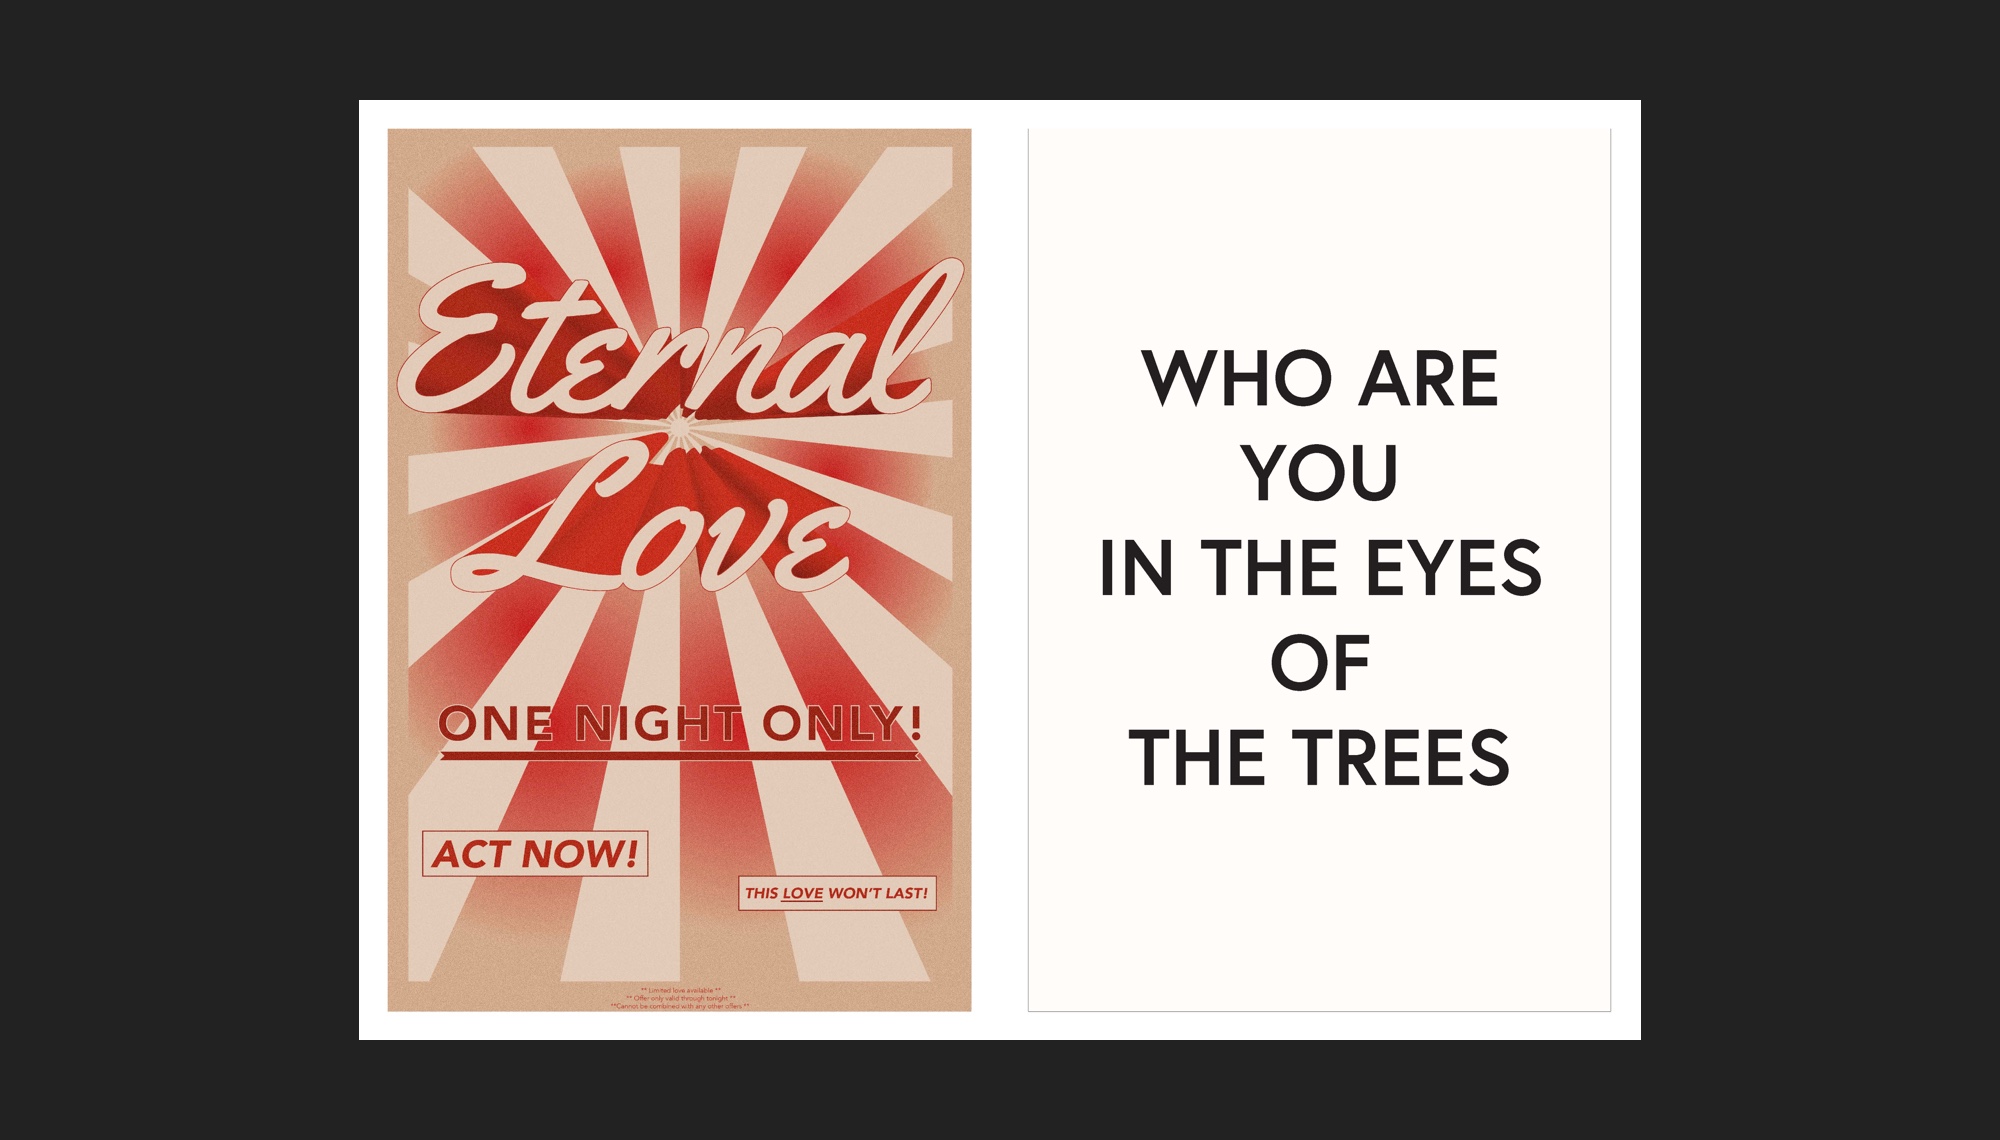 Eternal
Love
ONE NIGHT ONLY!
ACT NOW!
THIS LOVE WON'T LAST!
** Limited love available **
** Offer only valid through tonight **
**Cannot be combined with any other offers **
WHO ARE
YOU
IN THE EYES
OF
THE TREES